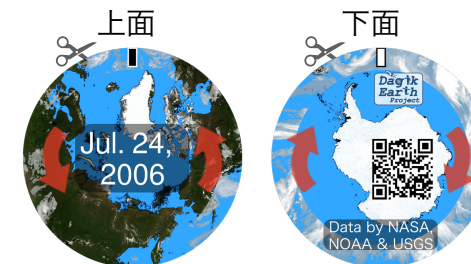 上面
下面
Jul. 24,
2006
Dagik
Earth
Project
Data by NASA,
NOAA & USGS